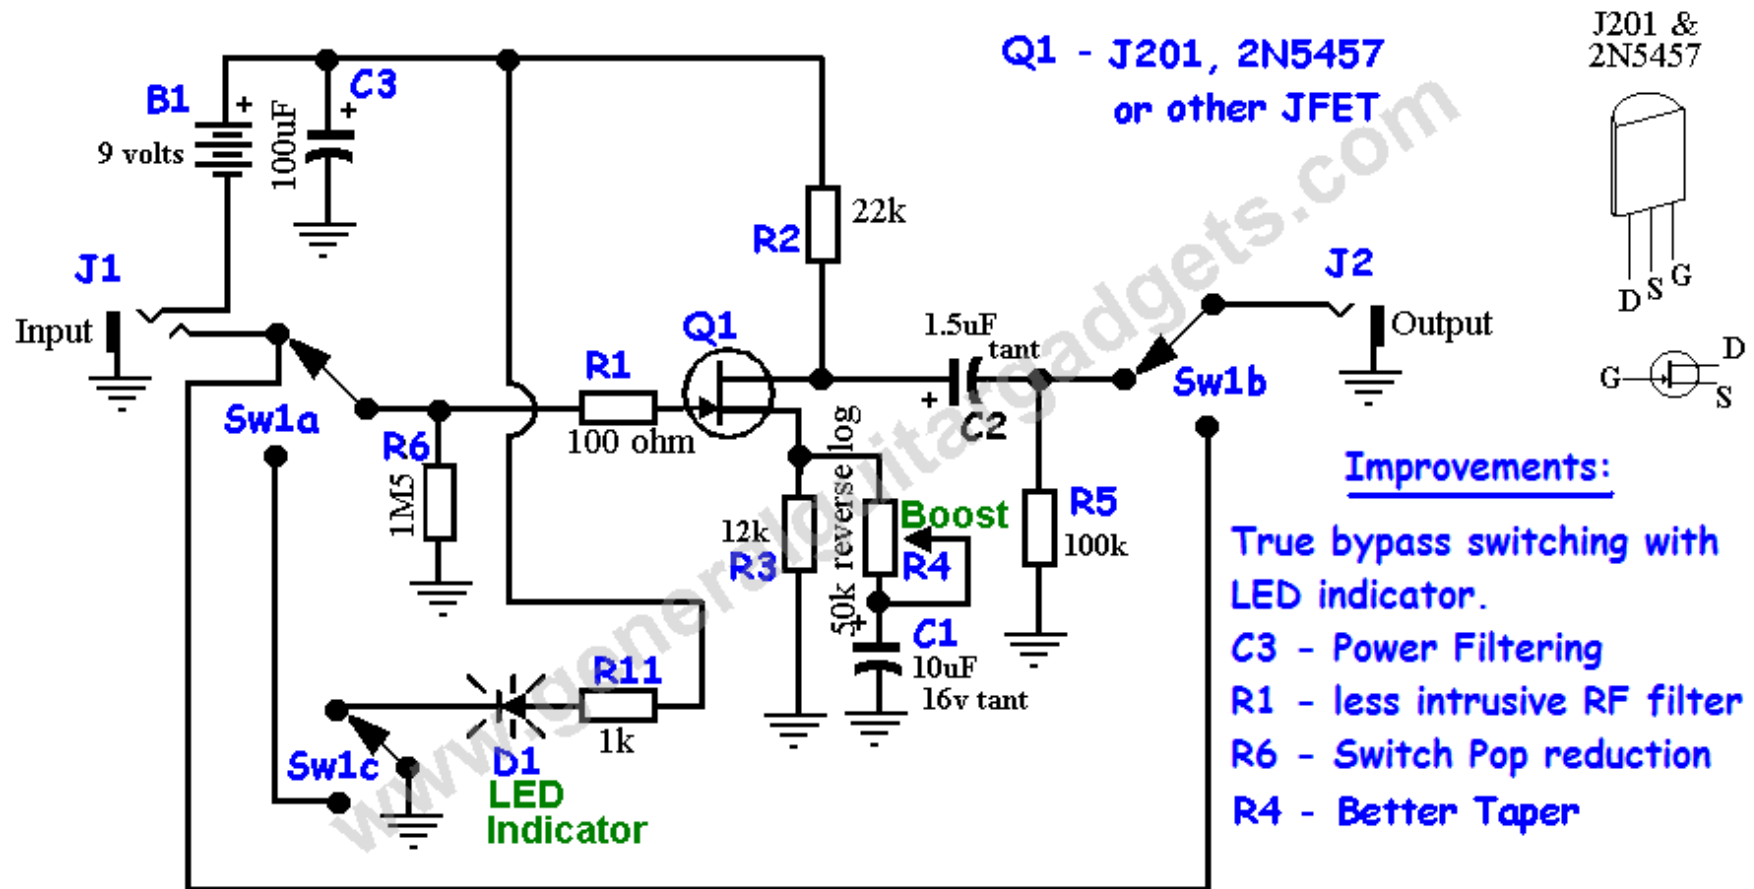 Q1 - J201, 2N5457
or other JFET
J201 &
2N5457
D S G
G
D
S
B1
+
9 volts
C3
+
100uF
R2
22k
J1
Input
J2
Output
Q1
R1
100 ohm
1.5uF
tant
+
C2
Sw1a
Sw1b
R6
1M5
12k
R3
50k reverse log
Boost
R4
R5
100k
+
C1
10uF
16v tant
R11
1k
D1
LED
Indicator
Sw1c
Improvements:
True bypass switching with
LED indicator.
C3 - Power Filtering
R1 - less intrusive RF filter
R6 - Switch Pop reduction
R4 - Better Taper
www.generalguitargadgets.com